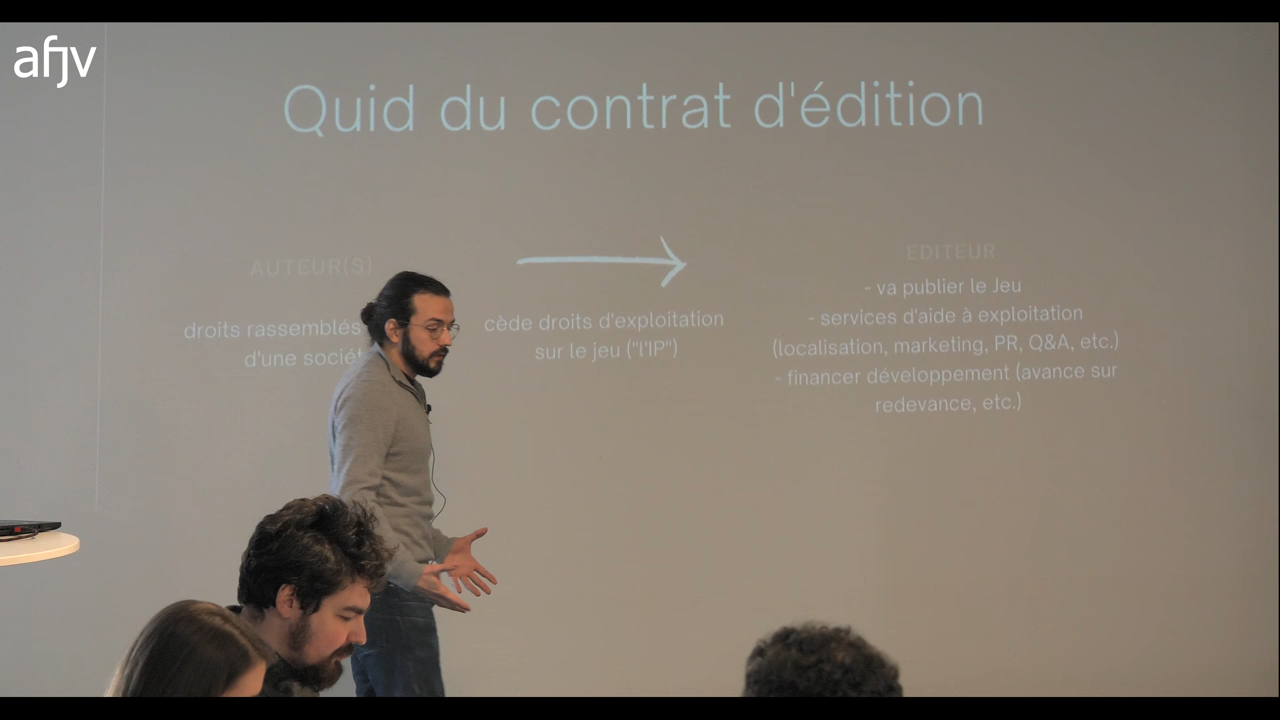 afjv
Quid du contrat d'édition
AUTEUR(S)
droits rassemblés
d'une société
cède droits d'exploitation
sur le jeu ("l'IP")
EDITEUR
- va publier le Jeu
- services d'aide à exploitation
(localisation, marketing, PR, Q&A, etc.)
- financer développement (avance sur
redevance, etc.)